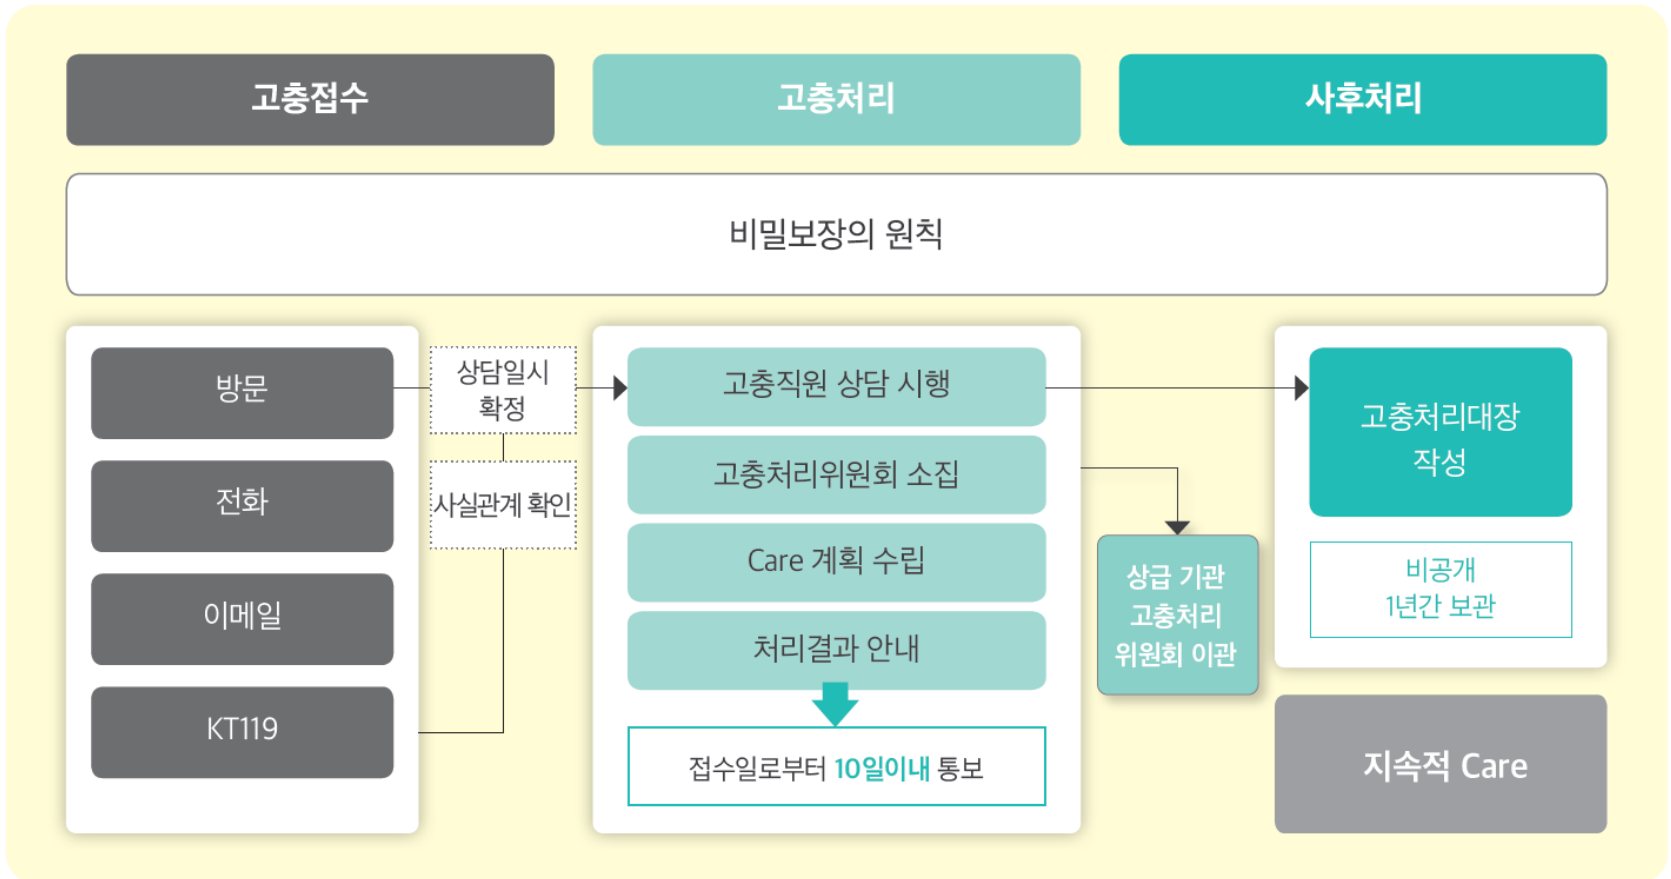 고충접수
고충처리
사후처리
비밀보장의 원칙
방문
전화
이메일
KT119
상담일시
확정
사실관계 확인
고충직원 상담 시행
고충처리위원회 소집
Care 계획 수립
처리결과 안내
접수일로부터 10일이내 통보
상급 기관
고충처리
위원회 이관
고충처리대장
작성
비공개
1년간 보관
지속적 Care